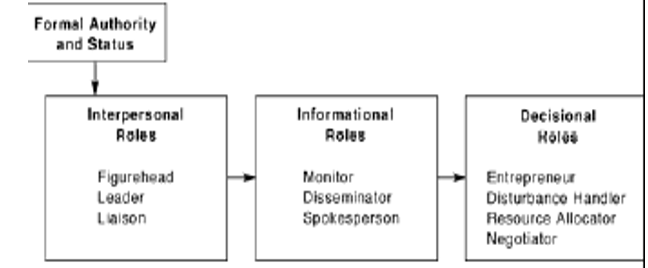 Formal Authority
and Status
Interpersonal
Roles
Figurehead
Leader
Liaison
Informational
Roles
Monitor
Disseminator
Spokesperson
Decisional
Roles
Entrepreneur
Disturbance Handler
Resource Allocator
Negotiator